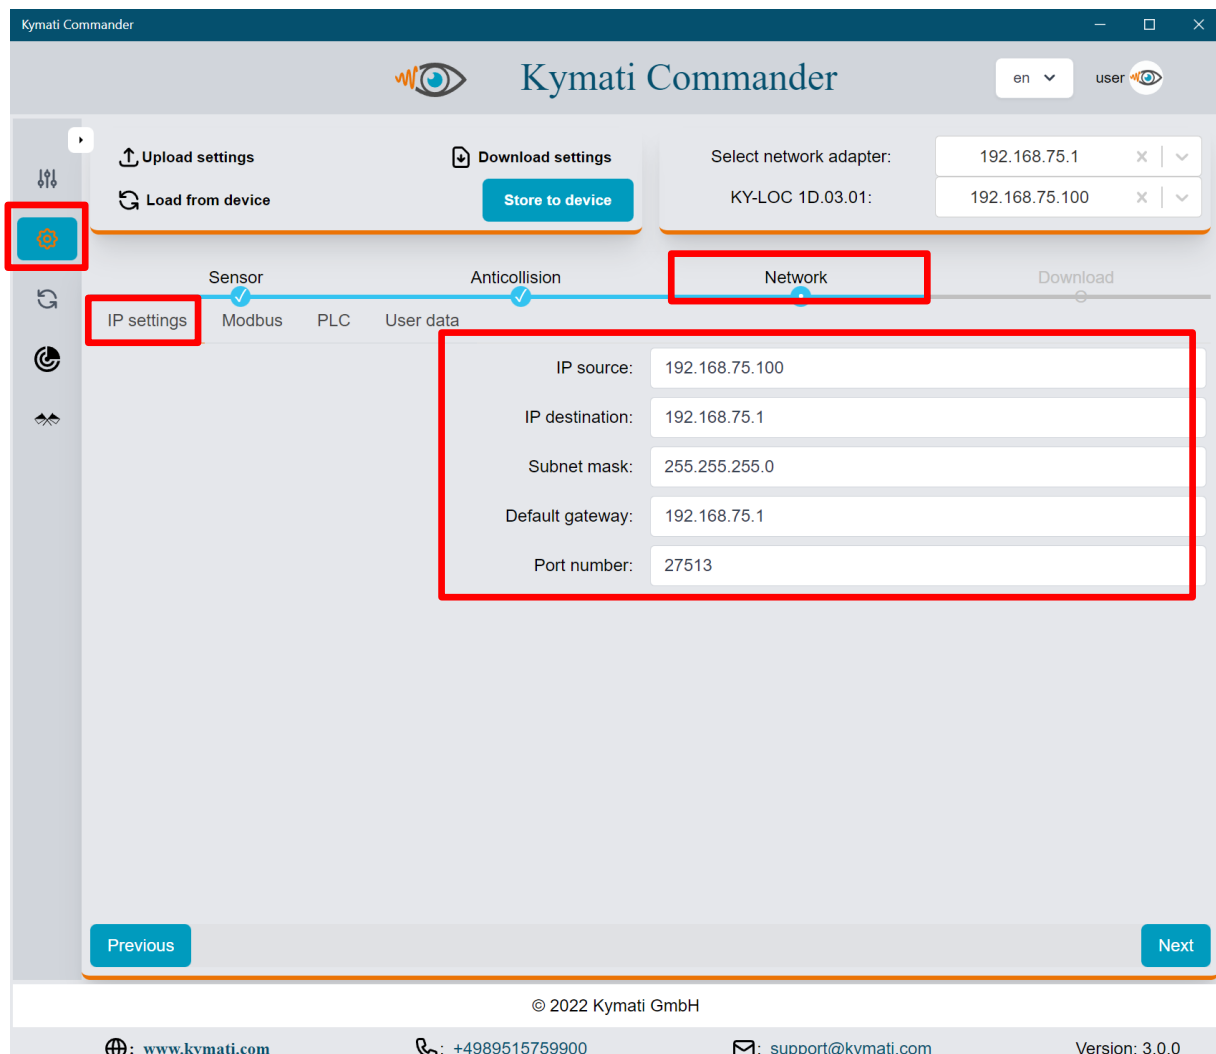 Kymati Commander
Kymati Commander
en
user
Upload settings
Download settings
Load from device
Store to device
Select network adapter: 192.168.75.1
KY-LOC 1D.03.01: 192.168.75.100
Sensor
Anticollision
Network
Download
IP settings Modbus PLC User data
IP source: 192.168.75.100
IP destination: 192.168.75.1
Subnet mask: 255.255.255.0
Default gateway: 192.168.75.1
Port number: 27513
Previous
Next
© 2022 Kymati GmbH
: www.kymati.com
: +4989515759900
: support@kymati.com
Version: 3.0.0